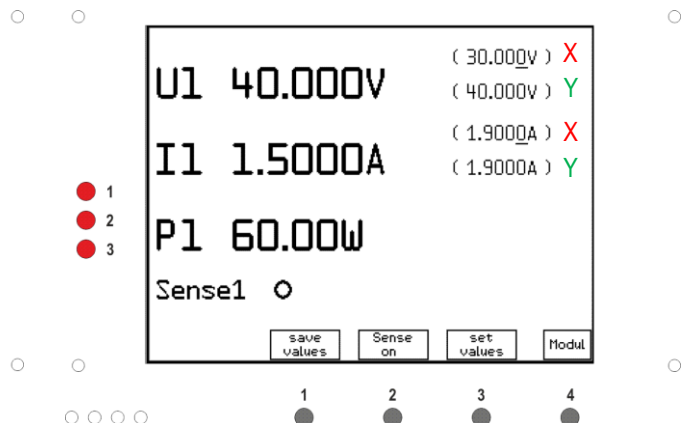 ( 30.000V ) X
U1 40.000V
( 40.000V ) Y
( 1.9000A ) X
I1 1.5000A
( 1.9000A ) Y
1
2
3
P1 60.00W
Sense1 O
save values
Sense on
set values
Modul
1 2 3 4